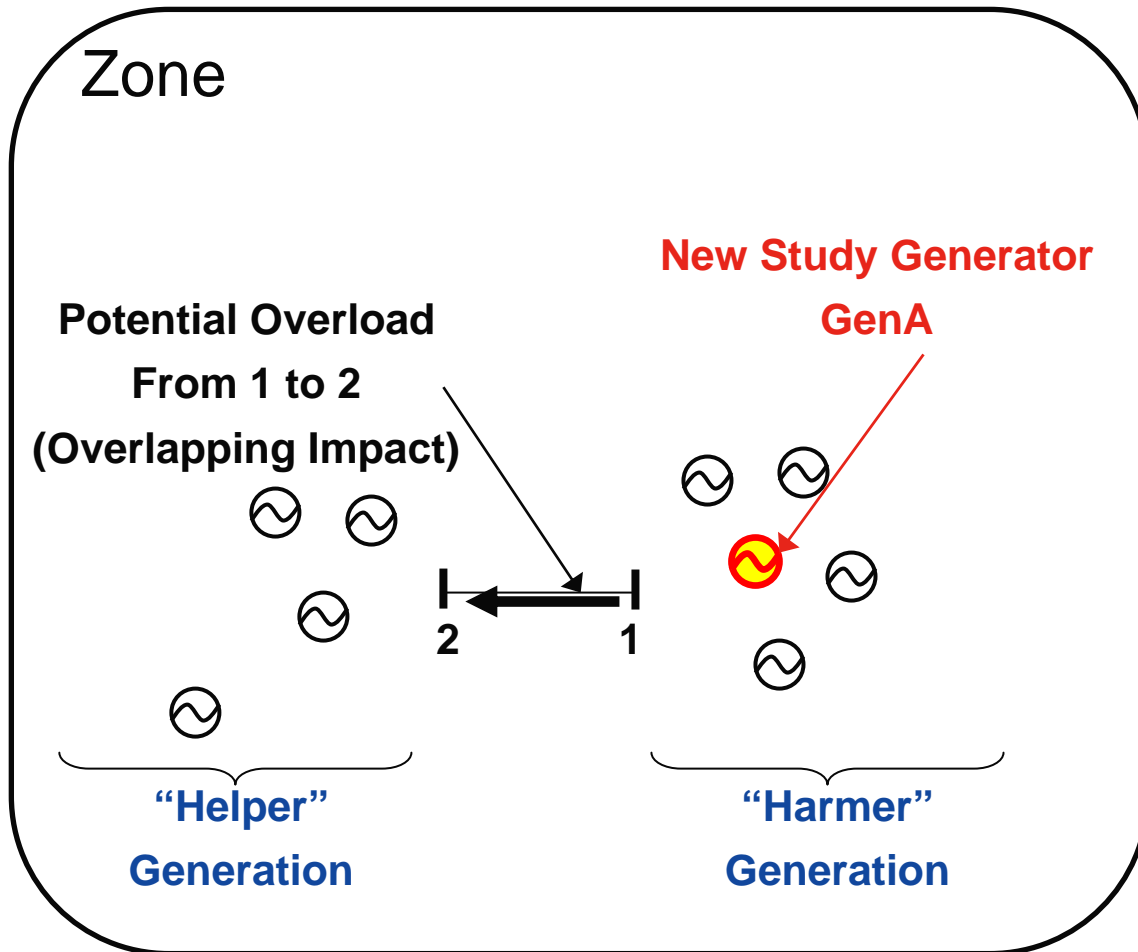 Zone
New Study Generator
GenA
Potential Overload
From 1 to 2
(Overlapping Impact)
2
1
“Helper”
Generation
“Harmer”
Generation